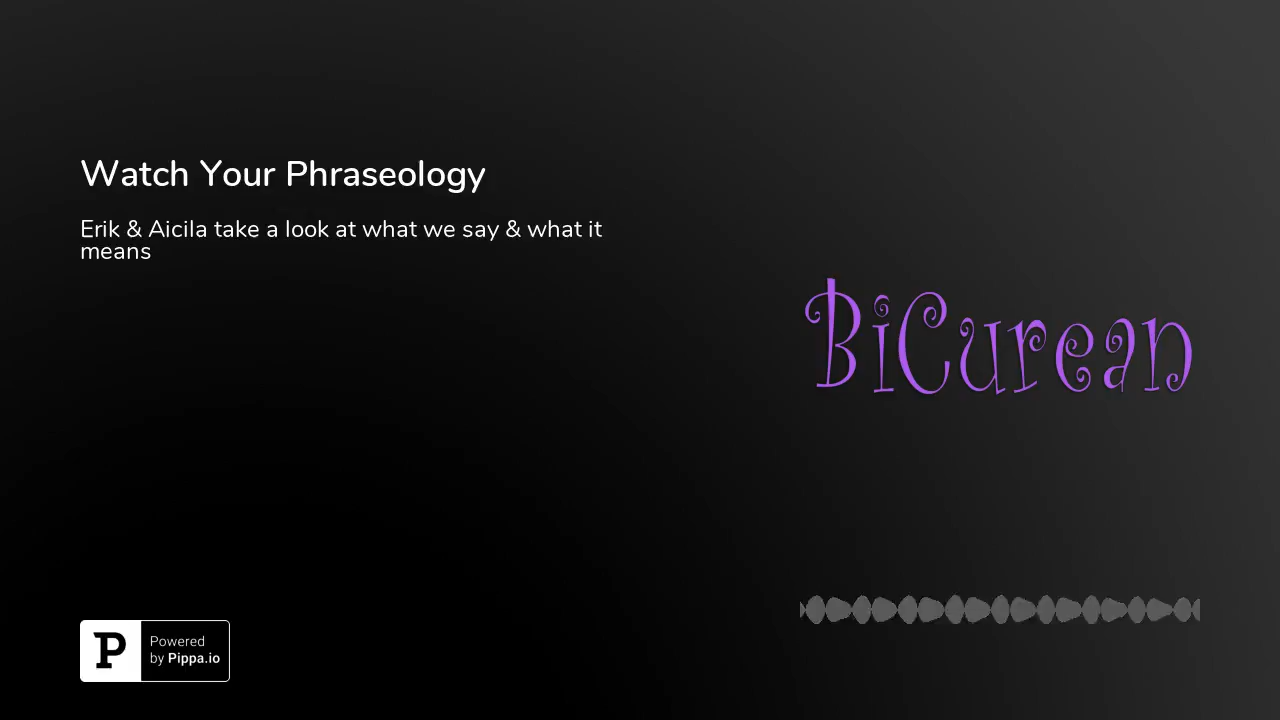 Watch Your Phraseology
Erik & Aicila take a look at what we say & what it
means
BiCurean
P
Powered
by Pippa.io